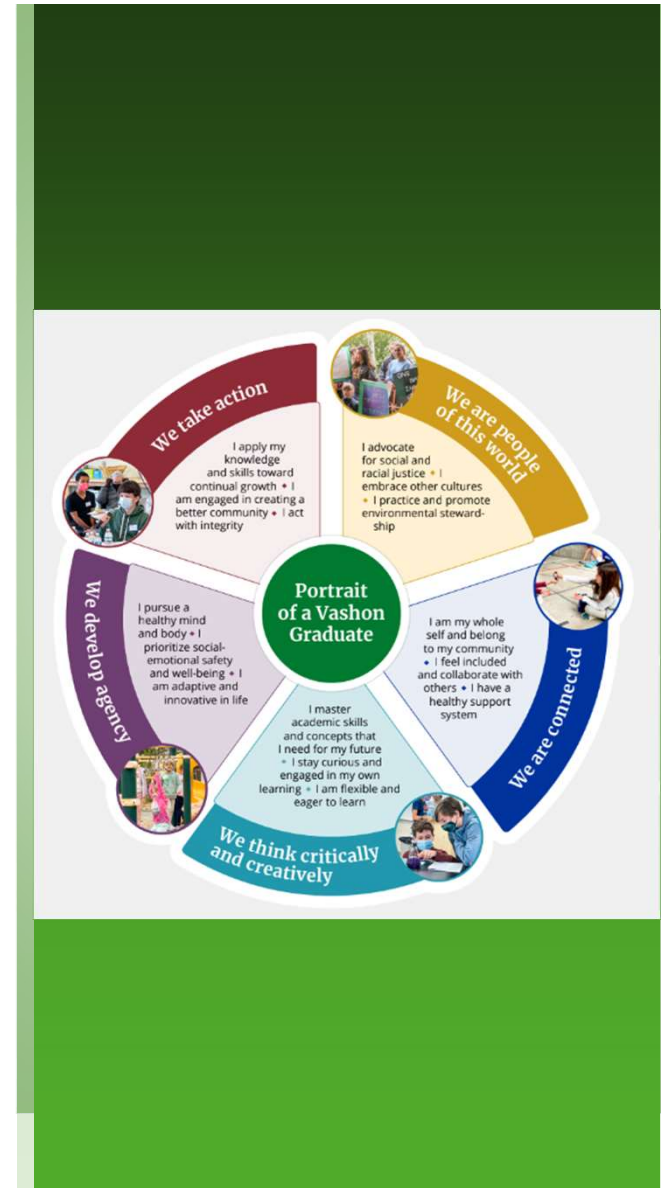 Portrait
of a Vashon
Graduate
We take action
I apply my
knowledge
and skills toward
continual growth • I
am engaged in creating a
better community • I act
with integrity
We are people
of this world
I advocate
for social and
racial justice • I
embrace other cultures
• I practice and promote
environmental steward-
ship
We are connected
I am my whole
self and belong
to my community
• I feel included
and collaborate with
others • I have a
healthy support
system
We think critically
and creatively
I master
academic skills
and concepts that
I need for my future
• I stay curious and
engaged in my own
learning • I am flexible and
eager to learn
We develop agency
I pursue a
healthy mind
and body • I
prioritize social-
emotional safety
and well-being • I
am adaptive and
innovative in life